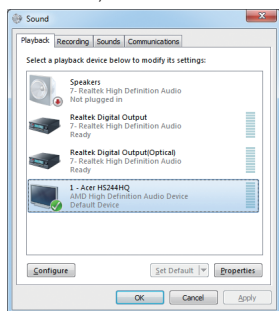 Sound
Playback Recording Sounds Communications
Select a playback device below to modify its settings:
Speakers
7- Realtek High Definition Audio
Not plugged in
Realtek Digital Output
7- Realtek High Definition Audio
Ready
Realtek Digital Output(Optical)
7- Realtek High Definition Audio
Ready
1 - Acer HS244HQ
AMD High Definition Audio Device
Default Device
Configure Set Default Properties
OK Cancel Apply